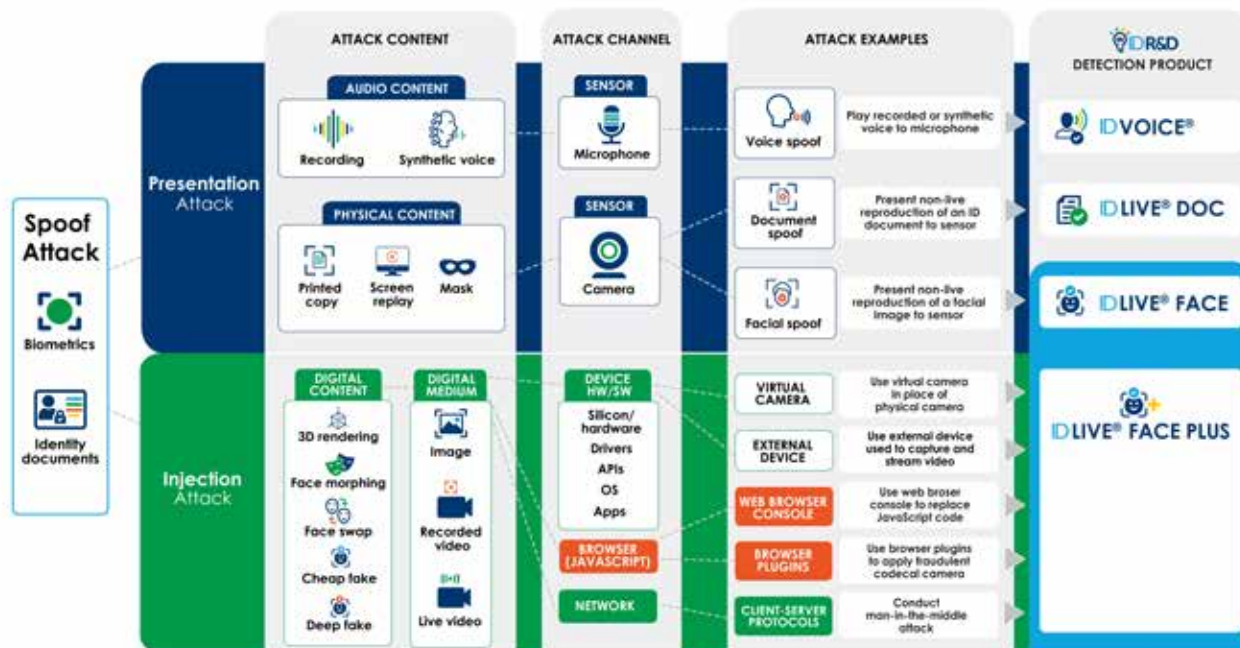 ATTACK CONTENT
ATTACK CHANNEL
ATTACK EXAMPLES
IDR&D
DETECTION PRODUCT
Spoof
Attack
Biometrics
Identity
documents
Presentation
Attack
AUDIO CONTENT
Recording
Synthetic voice
PHYSICAL CONTENT
Printed
copy
Screen
replay
Mask
SENSOR
Microphone
SENSOR
Camera
Voice spoof
Play recorded or synthetic
voice to microphone
Document
spoof
Present non-live
reproduction of an ID
document to sensor
Facial spoof
Present non-live
reproduction of a facial
image to sensor
IDVOICE®
IDLIVE® DOC
IDLIVE® FACE
Injection
Attack
DIGITAL
CONTENT
3D rendering
Face morphing
Face swap
Cheap fake
Deep fake
DIGITAL
MEDIUM
Image
Recorded
video
Live video
DEVICE
HW/SW
Silicon/
hardware
Drivers
APIs
OS
Apps
BROWSER
(JAVASCRIPT)
NETWORK
VIRTUAL
CAMERA
Use virtual camera
in place of
physical camera
EXTERNAL
DEVICE
Use external device
used to capture and
stream video
WEB BROWSER
CONSOLE
Use web broser
console to replace
JavaScript code
BROWSER
PLUGINS
Use browser plugins
to apply fraudulent
codecal camera
CLIENT-SERVER
PROTOCOLS
Conduct
man-in-the-middle
attack
IDLIVE® FACE PLUS